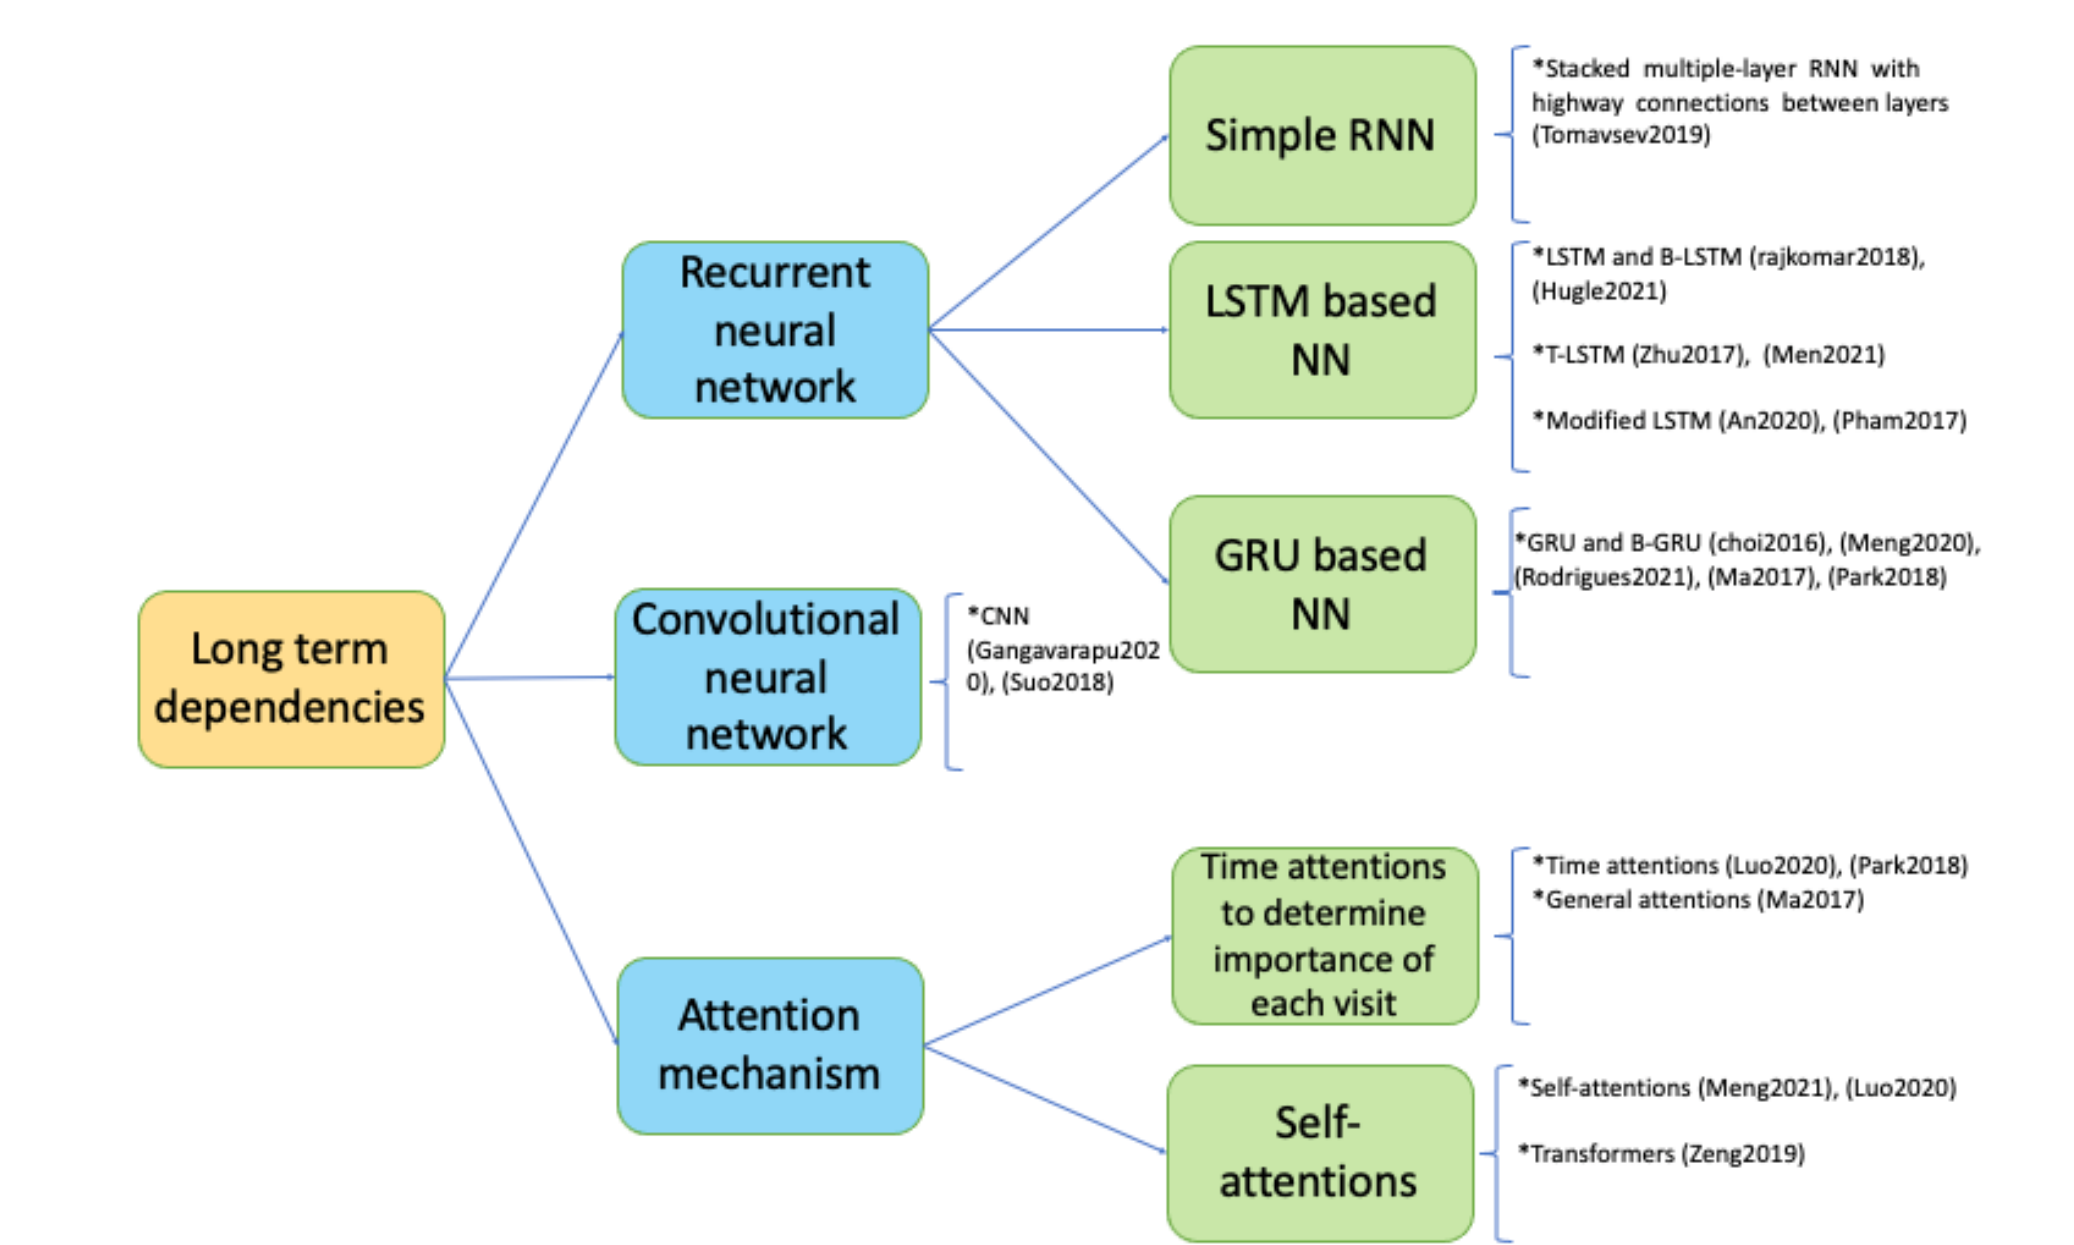 Long term
dependencies
Recurrent
neural
network
Simple RNN
*Stacked multiple-layer RNN with
highway connections between layers
(Tomavsev2019)
LSTM based
NN
*LSTM and B-LSTM (rajkomar2018),
(Hugle2021)
*T-LSTM (Zhu2017), (Men2021)
*Modified LSTM (An2020), (Pham2017)
GRU based
NN
*GRU and B-GRU (choi2016), (Meng2020),
(Rodrigues2021), (Ma2017), (Park2018)
Convolutional
neural
network
*CNN
(Gangavarapu202
0), (Suo2018)
Attention
mechanism
Time attentions
to determine
importance of
each visit
*Time attentions (Luo2020), (Park2018)
*General attentions (Ma2017)
Self-
attentions
*Self-attentions (Meng2021), (Luo2020)
*Transformers (Zeng2019)